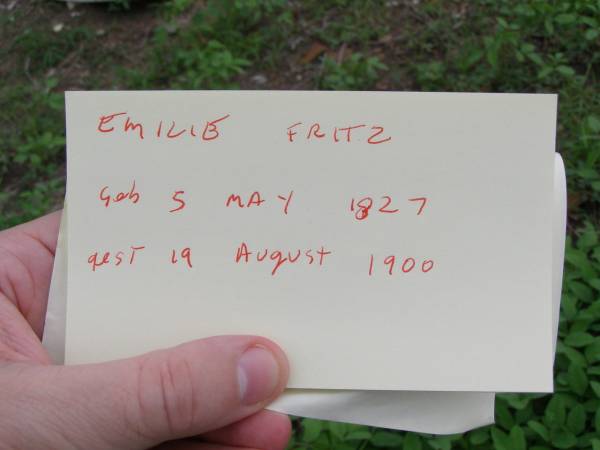 EMILIE FRITZ
Geb 5 MAY 1827
gest 19 August 1900